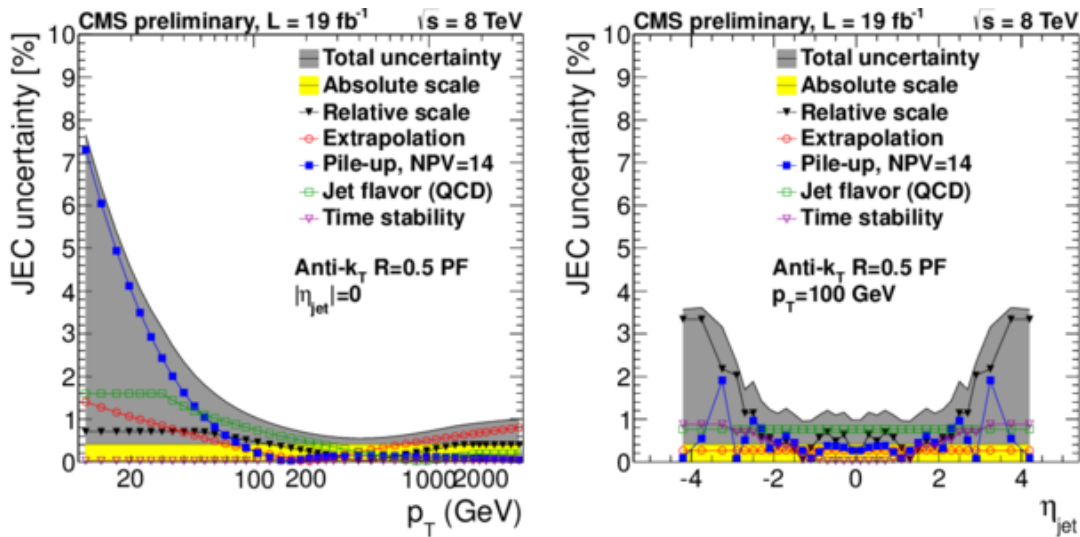 CMS preliminary, L = 19 fb⁻¹ √s = 8 TeV
JEC uncertainty [%]
10
9
8
7
6
5
4
3
2
1
0
Total uncertainty
Absolute scale
Relative scale
Extrapolation
Pile-up, NPV=14
Jet flavor (QCD)
Time stability
Anti-kT R=0.5 PF
|ηjet|=0
20 100 200 1000 2000
pT (GeV)
CMS preliminary, L = 19 fb⁻¹ √s = 8 TeV
JEC uncertainty [%]
10
9
8
7
6
5
4
3
2
1
0
Total uncertainty
Absolute scale
Relative scale
Extrapolation
Pile-up, NPV=14
Jet flavor (QCD)
Time stability
Anti-kT R=0.5 PF
pT=100 GeV
-4 -2 0 2 4
ηjet